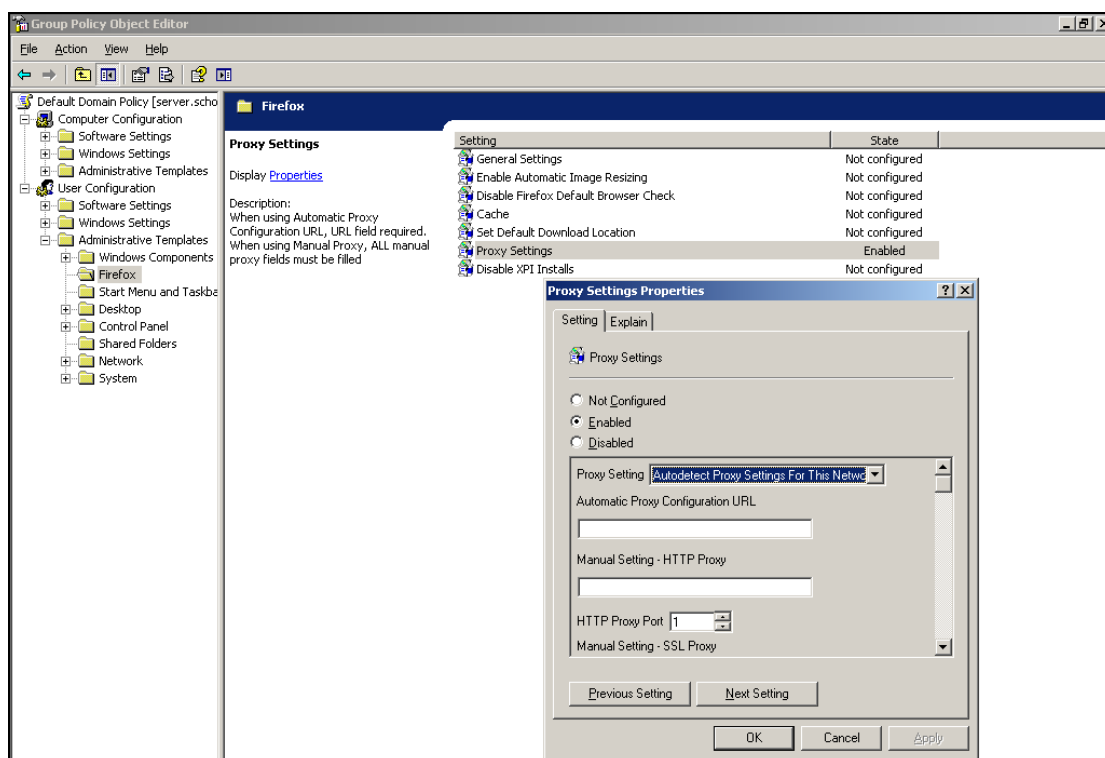 Group Policy Object Editor
File Action View Help
Default Domain Policy [server.scho
Computer Configuration
Software Settings
Windows Settings
Administrative Templates
User Configuration
Software Settings
Windows Settings
Administrative Templates
Windows Components
Firefox
Start Menu and Taskba
Desktop
Control Panel
Shared Folders
Network
System
Firefox
Proxy Settings
Display Properties
Description:
When using Automatic Proxy
Configuration URL, URL field required.
When using Manual Proxy, ALL manual
proxy fields must be filled
Setting State
General Settings Not configured
Enable Automatic Image Resizing Not configured
Disable Firefox Default Browser Check Not configured
Cache Not configured
Set Default Download Location Not configured
Proxy Settings Enabled
Disable XPI Installs Not configured
Proxy Settings Properties
Setting Explain
Proxy Settings
Not Configured
Enabled
Disabled
Proxy Setting Autodetect Proxy Settings For This Netwo
Automatic Proxy Configuration URL
Manual Setting - HTTP Proxy
HTTP Proxy Port 1
Manual Setting - SSL Proxy
Previous Setting Next Setting
OK Cancel Apply